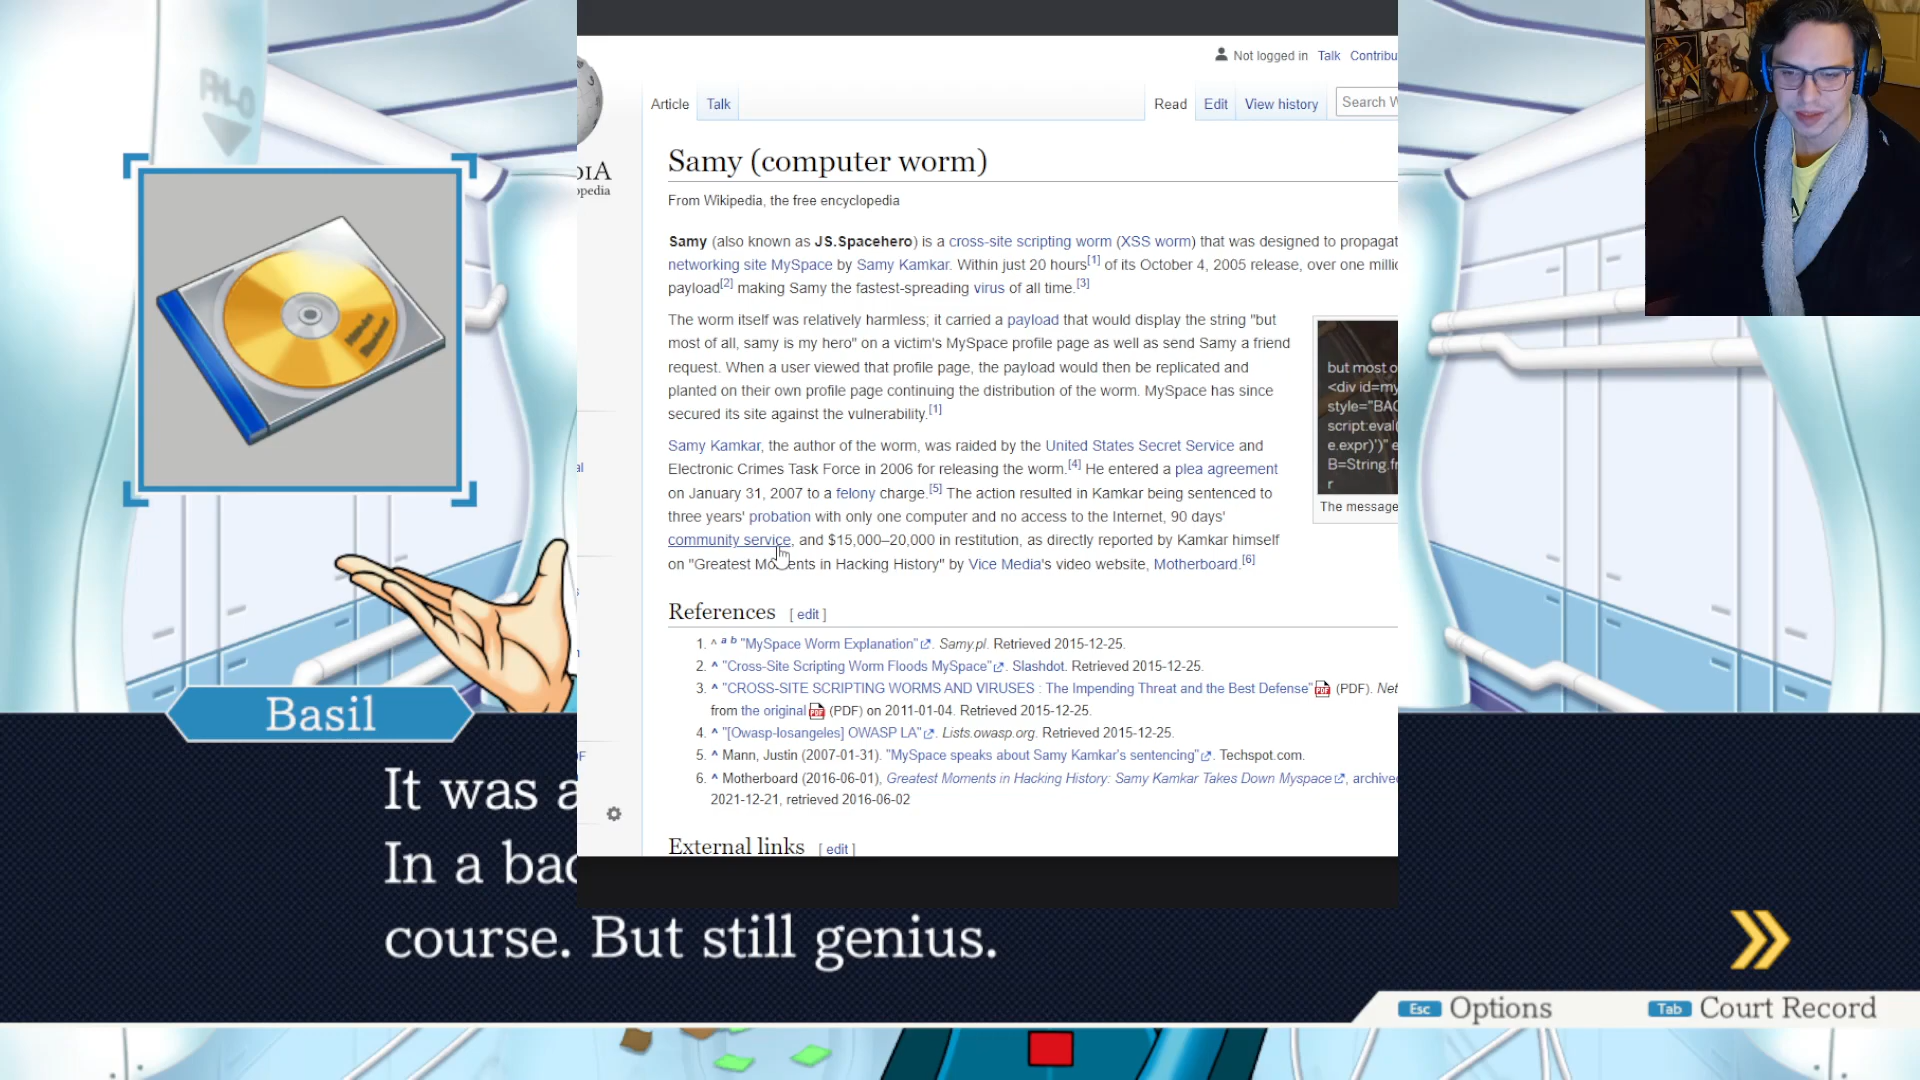 Not logged in Talk Contribu
Article Talk Read Edit View history Search W
DIA
opedia
Samy (computer worm)
From Wikipedia, the free encyclopedia
Samy (also known as JS.Spacehero) is a cross-site scripting worm (XSS worm) that was designed to propagat
networking site MySpace by Samy Kamkar. Within just 20 hours[1] of its October 4, 2005 release, over one millic
payload[2] making Samy the fastest-spreading virus of all time.[3]
The worm itself was relatively harmless; it carried a payload that would display the string "but
most of all, samy is my hero" on a victim's MySpace profile page as well as send Samy a friend
request. When a user viewed that profile page, the payload would then be replicated and
planted on their own profile page continuing the distribution of the worm. MySpace has since
secured its site against the vulnerability.[1]
but most o
<div id=my
style="BAC
script:eval(
e.expr)')" e
B=String.fr
r
The message
Samy Kamkar, the author of the worm, was raided by the United States Secret Service and
Electronic Crimes Task Force in 2006 for releasing the worm.[4] He entered a plea agreement
on January 31, 2007 to a felony charge.[5] The action resulted in Kamkar being sentenced to
three years' probation with only one computer and no access to the Internet, 90 days'
community service, and $15,000–20,000 in restitution, as directly reported by Kamkar himself
on "Greatest Moments in Hacking History" by Vice Media's video website, Motherboard.[6]
References [ edit ]
1. ^ a b "MySpace Worm Explanation". Samy.pl. Retrieved 2015-12-25.
2. ^ "Cross-Site Scripting Worm Floods MySpace". Slashdot. Retrieved 2015-12-25.
3. ^ "CROSS-SITE SCRIPTING WORMS AND VIRUSES : The Impending Threat and the Best Defense" (PDF). Net
from the original (PDF) on 2011-01-04. Retrieved 2015-12-25.
4. ^ "[Owasp-losangeles] OWASP LA". Lists.owasp.org. Retrieved 2015-12-25.
5. ^ Mann, Justin (2007-01-31). "MySpace speaks about Samy Kamkar's sentencing". Techspot.com.
6. ^ Motherboard (2016-06-01), Greatest Moments in Hacking History: Samy Kamkar Takes Down Myspace, archive
2021-12-21, retrieved 2016-06-02
External links [ edit ]
Basil
It was a
In a bac
course. But still genius.
Esc Options Tab Court Record